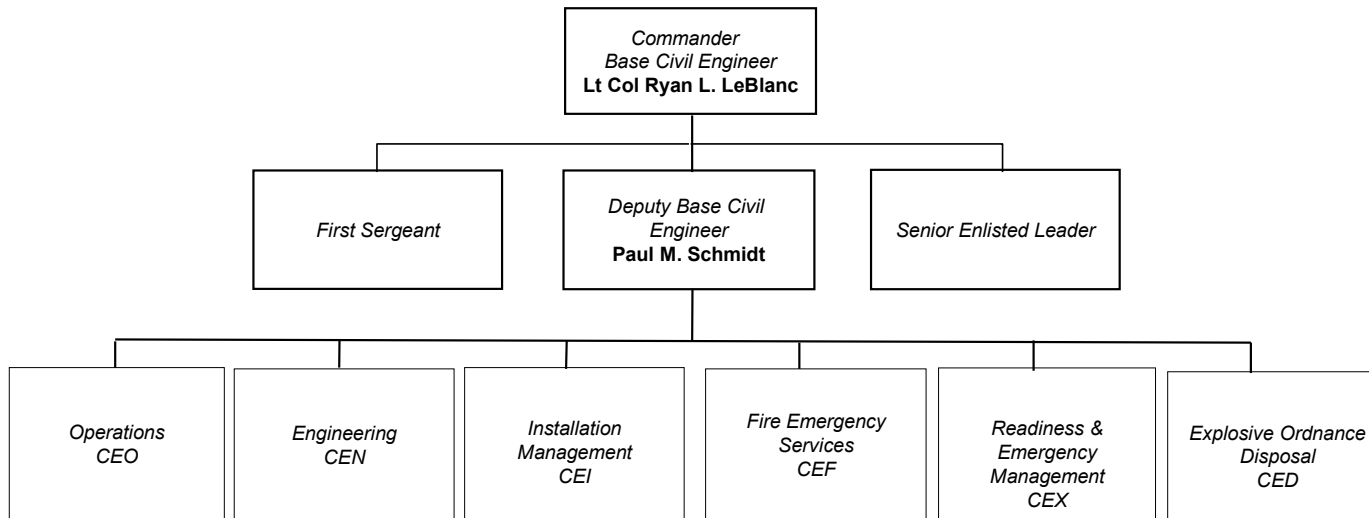 Commander
Base Civil Engineer
Lt Col Ryan L. LeBlanc
First Sergeant
Deputy Base Civil
Engineer
Paul M. Schmidt
Senior Enlisted Leader
Operations
CEO
Engineering
CEN
Installation
Management
CEI
Fire Emergency
Services
CEF
Readiness &
Emergency
Management
CEX
Explosive Ordnance
Disposal
CED